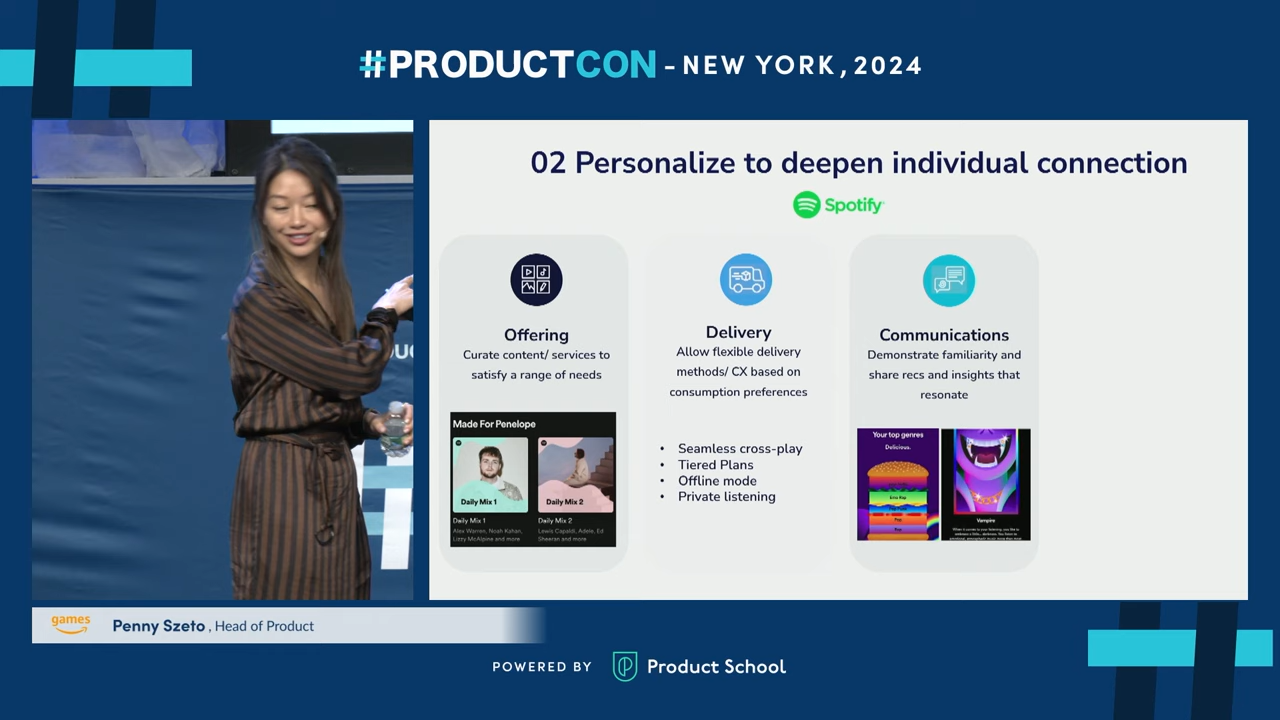 #PRODUCTCON - NEW YORK, 2024
02 Personalize to deepen individual connection
Spotify
Offering
Curate content/ services to
satisfy a range of needs
Made For Penelope
Daily Mix 1
Daily Mix 2
Daily Mix 1
Daily Mix 2
Alex Warren, Noah Kahan,
Lizzy McAlpine and more
Lewis Capaldi, Adele, Ed
Sheeran and more
Delivery
Allow flexible delivery
methods/ CX based on
consumption preferences
• Seamless cross-play
• Tiered Plans
• Offline mode
• Private listening
Communications
Demonstrate familiarity and
share recs and insights that
resonate
Your top genres
Delicious.
Pop
Pop
Vampire
games
Penny Szeto, Head of Product
POWERED BY Product School